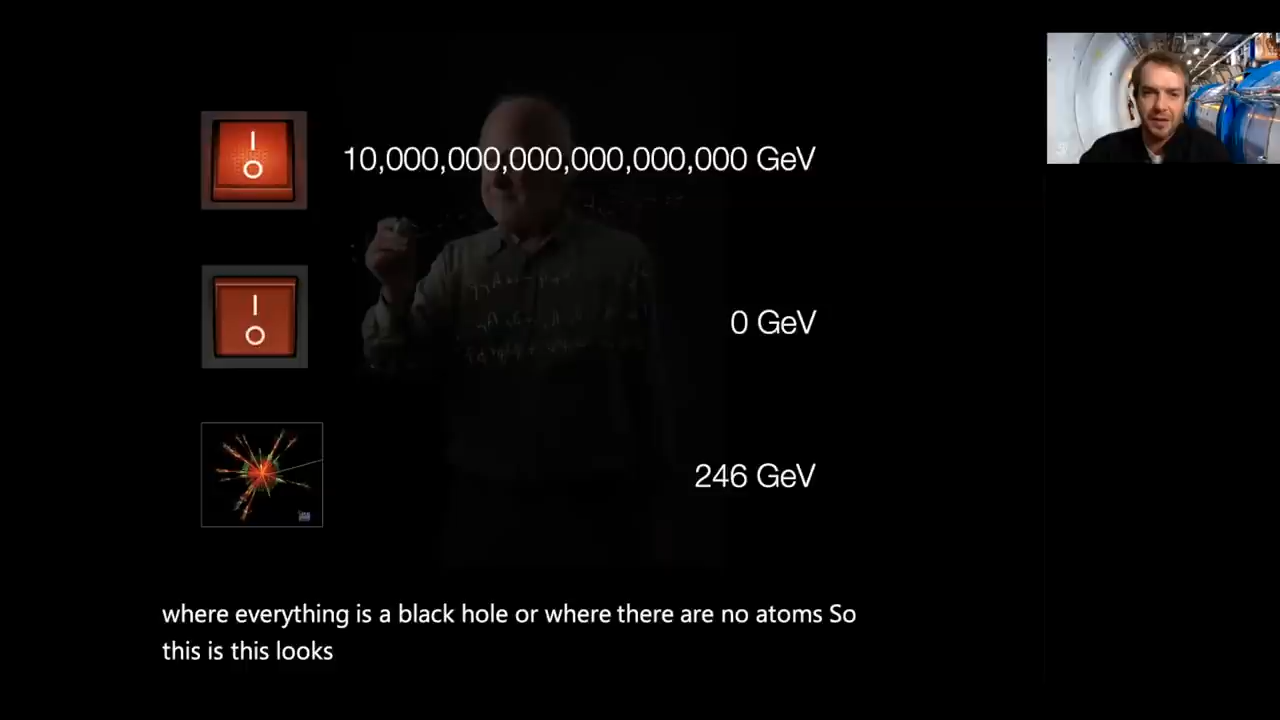 10,000,000,000,000,000,000 GeV
0 GeV
246 GeV
where everything is a black hole or where there are no atoms So
this is this looks